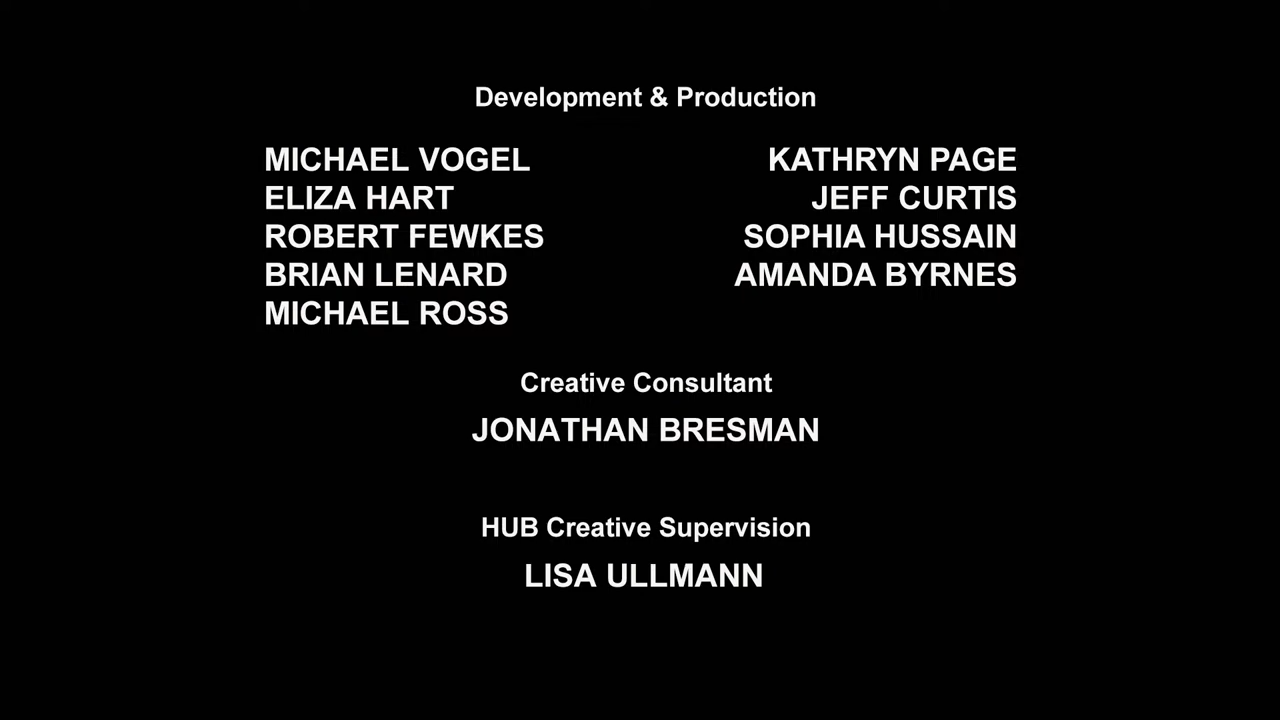 Development & Production
MICHAEL VOGEL KATHRYN PAGE
ELIZA HART JEFF CURTIS
ROBERT FEWKES SOPHIA HUSSAIN
BRIAN LENARD AMANDA BYRNES
MICHAEL ROSS
Creative Consultant
JONATHAN BRESMAN
HUB Creative Supervision
LISA ULLMANN